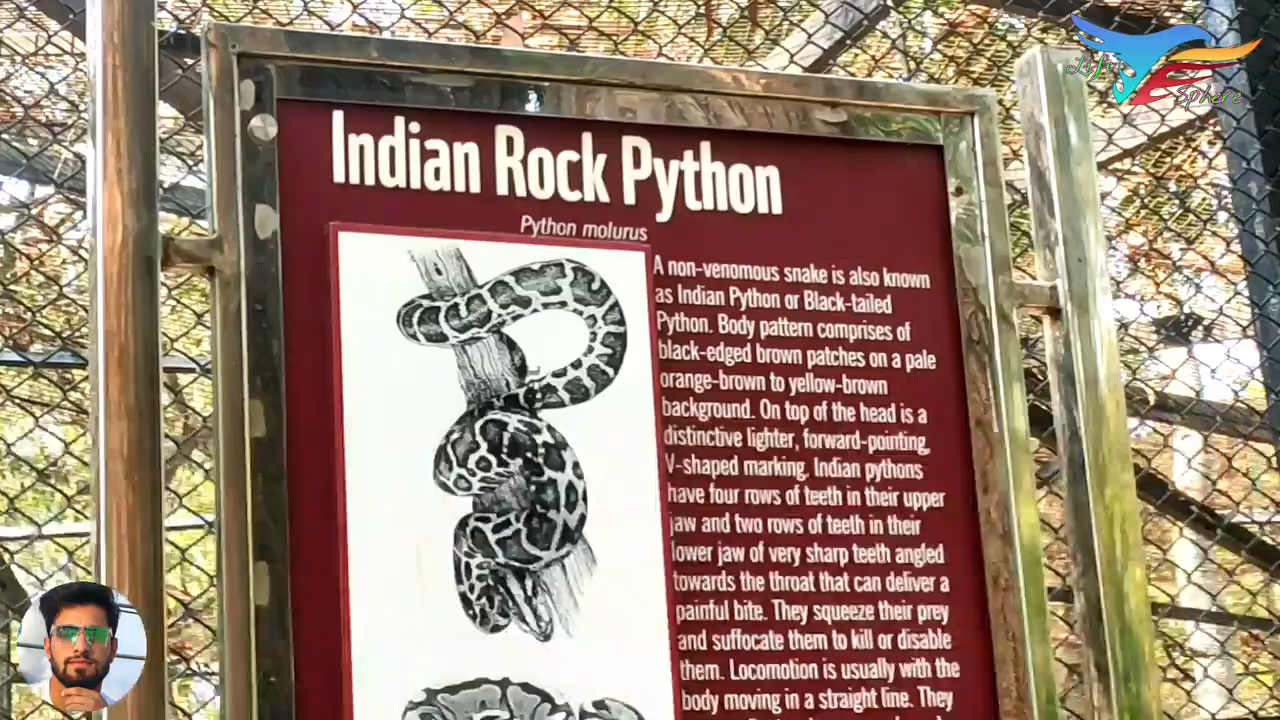 Life
Sphere
Indian Rock Python
Python molurus
A non-venomous snake is also known
as Indian Python or Black-tailed
Python. Body pattern comprises of
black-edged brown patches on a pale
orange-brown to yellow-brown
background. On top of the head is a
distinctive lighter, forward-pointing,
V-shaped marking. Indian pythons
have four rows of teeth in their upper
jaw and two rows of teeth in their
lower jaw of very sharp teeth angled
towards the throat that can deliver a
painful bite. They squeeze their prey
and suffocate them to kill or disable
them. Locomotion is usually with the
body moving in a straight line. They